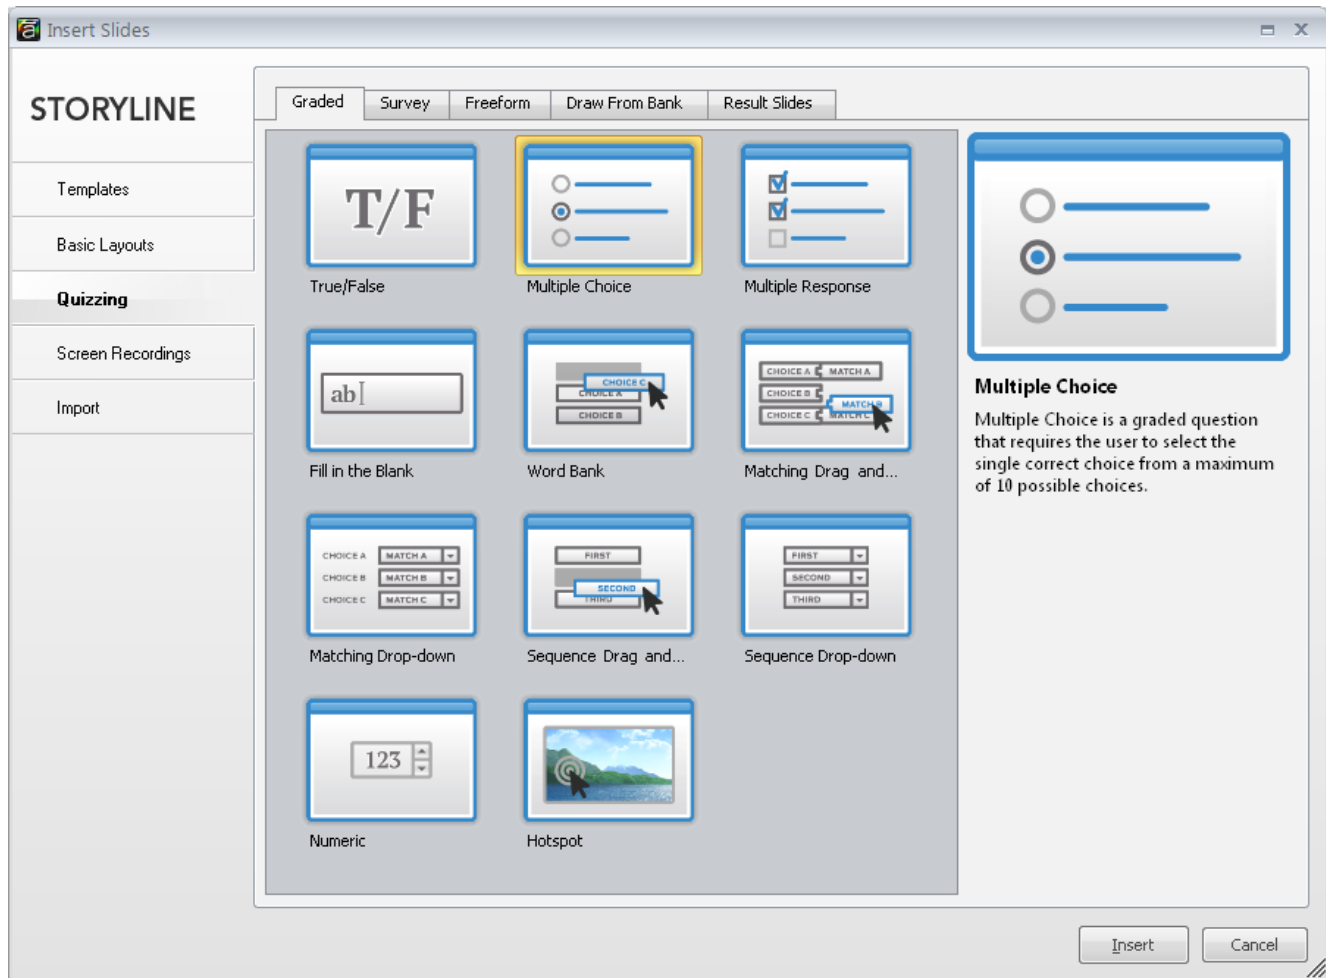 Insert Slides
STORYLINE
Templates
Basic Layouts
Quizzing
Screen Recordings
Import
Graded Survey Freeform Draw From Bank Result Slides
T/F
True/False
Multiple Choice
Multiple Response
ab
Fill in the Blank
CHOICE C
CHOICE A
CHOICE B
Word Bank
CHOICE A MATCH A
CHOICE B MATCH B
CHOICE C MATCH C
Matching Drag and...
CHOICE A MATCH A
CHOICE B MATCH B
CHOICE C MATCH C
Matching Drop-down
FIRST
SECOND
THIRD
Sequence Drag and...
FIRST
SECOND
THIRD
Sequence Drop-down
123
Numeric
Hotspot
Multiple Choice
Multiple Choice is a graded question
that requires the user to select the
single correct choice from a maximum
of 10 possible choices.
Insert Cancel